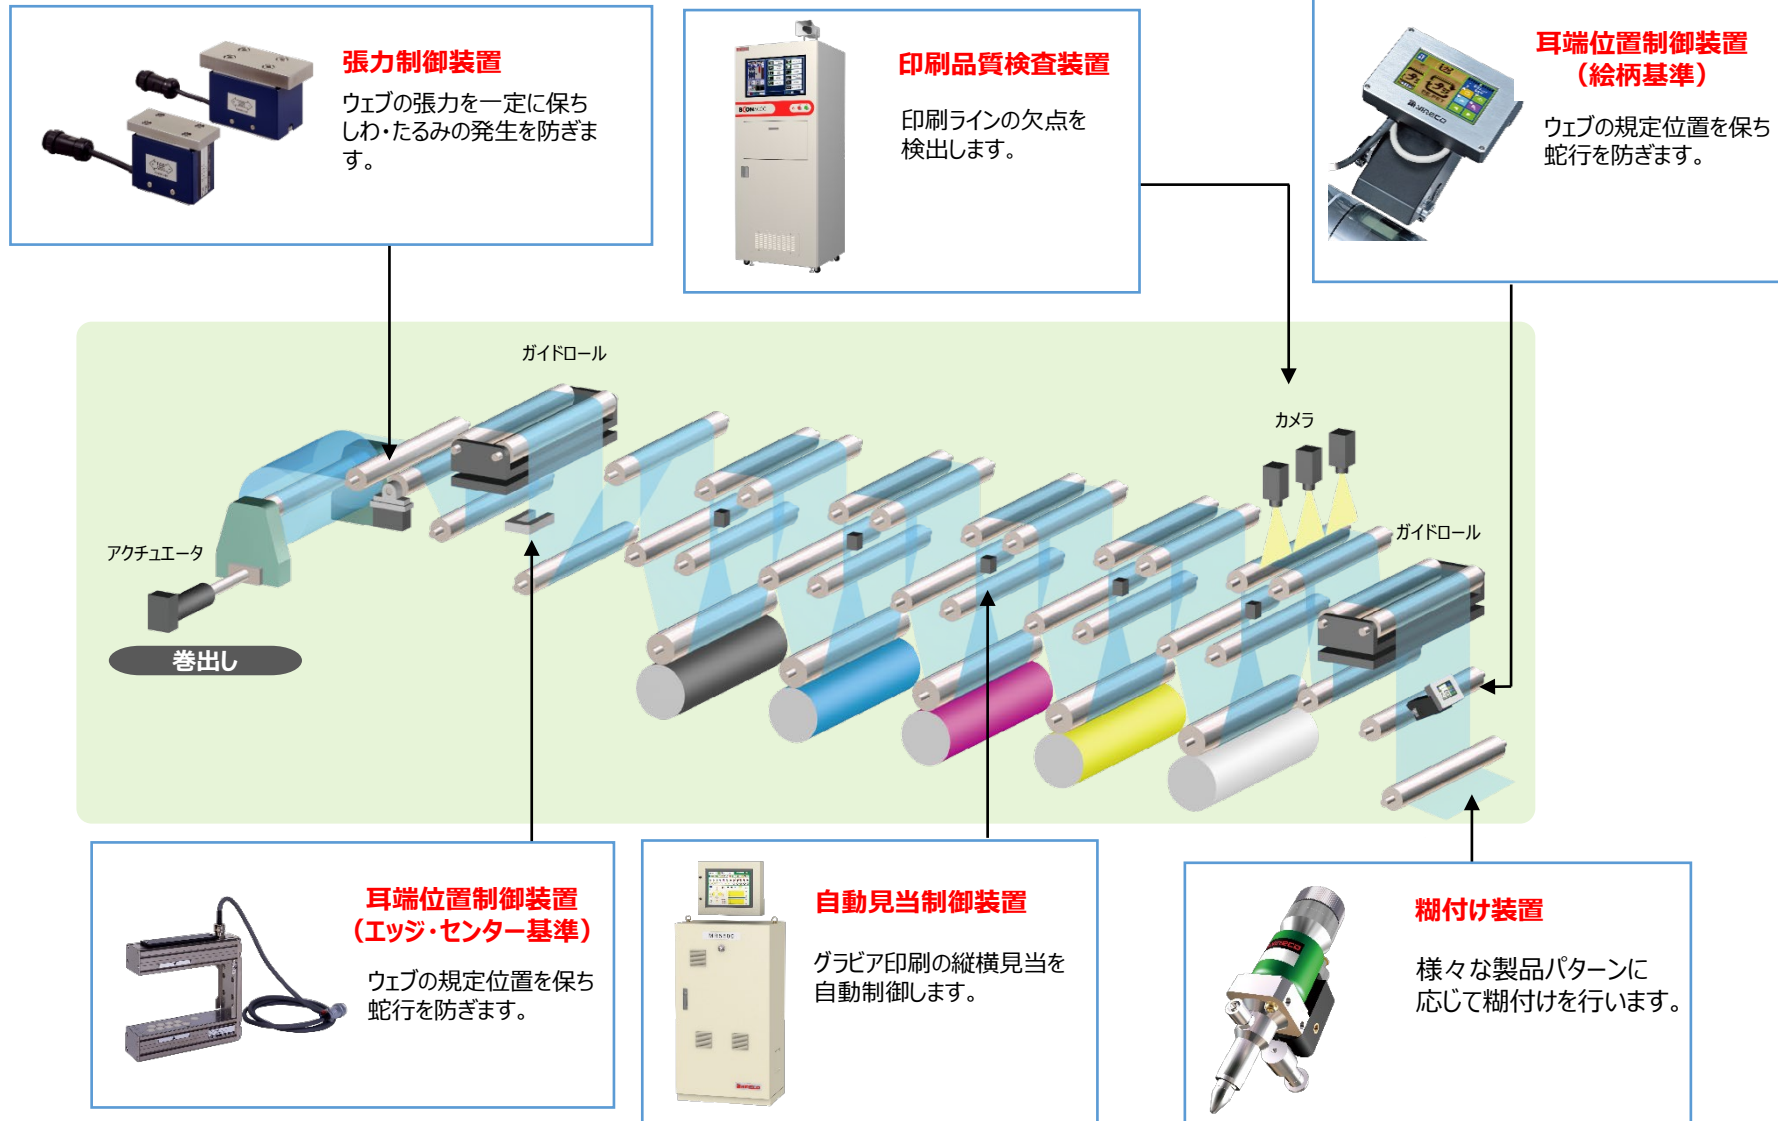 張力制御装置
ウェブの張力を一定に保ち
しわ・たるみの発生を防ぎま
す。
印刷品質検査装置
印刷ラインの欠点を
検出します。
耳端位置制御装置
（絵柄基準）
ウェブの規定位置を保ち
蛇行を防ぎます。
ガイドロール
カメラ
ガイドロール
アクチュエータ
巻出し
耳端位置制御装置
（エッジ・センター基準）
ウェブの規定位置を保ち
蛇行を防ぎます。
自動見当制御装置
グラビア印刷の縦横見当を
自動制御します。
糊付け装置
様々な製品パターンに
応じて糊付けを行います。